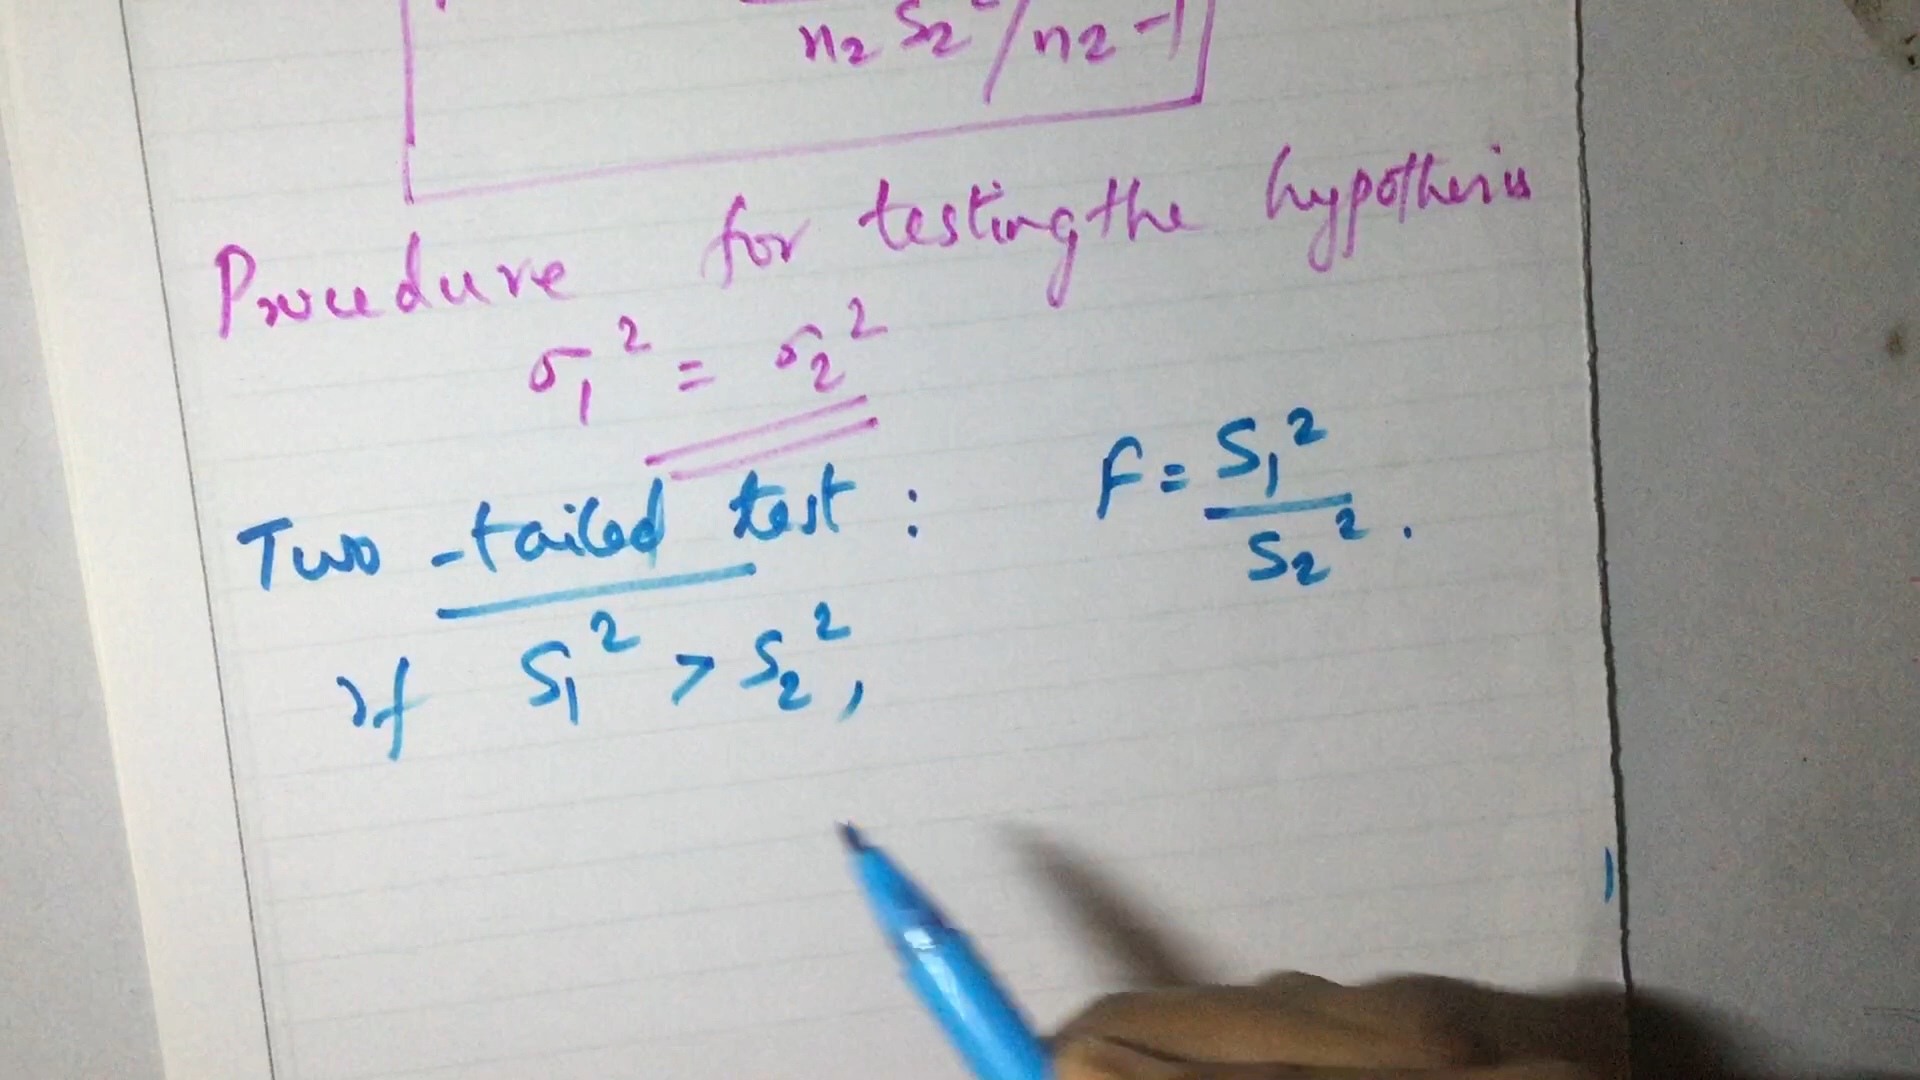 n2 S2² / n2 - 1
Procedure for testing the hypothesis
σ1² = σ2²
Two-tailed test : F = S1² / S2² .
If S1² > S2²,